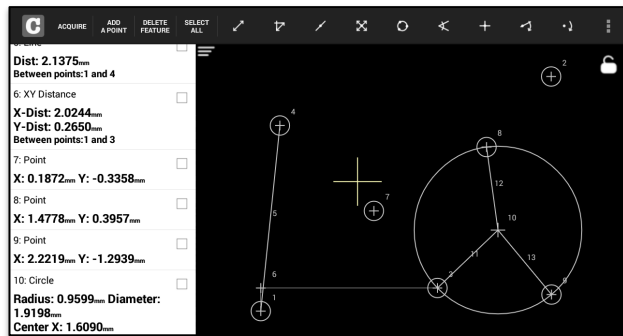 C ACQUIRE ADD A POINT DELETE FEATURE SELECT ALL
5: Line
Dist: 2.1375mm
Between points:1 and 4
6: XY Distance
X-Dist: 2.0244mm
Y-Dist: 0.2650mm
Between points:1 and 3
7: Point
X: 0.1872mm Y: -0.3358mm
8: Point
X: 1.4778mm Y: 0.3957mm
9: Point
X: 2.2219mm Y: -1.2939mm
10: Circle
Radius: 0.9599mm Diameter:
1.9198mm
Center X: 1.6090mm
2
4
8
12
7
5
10
11
13
6
3
9
1